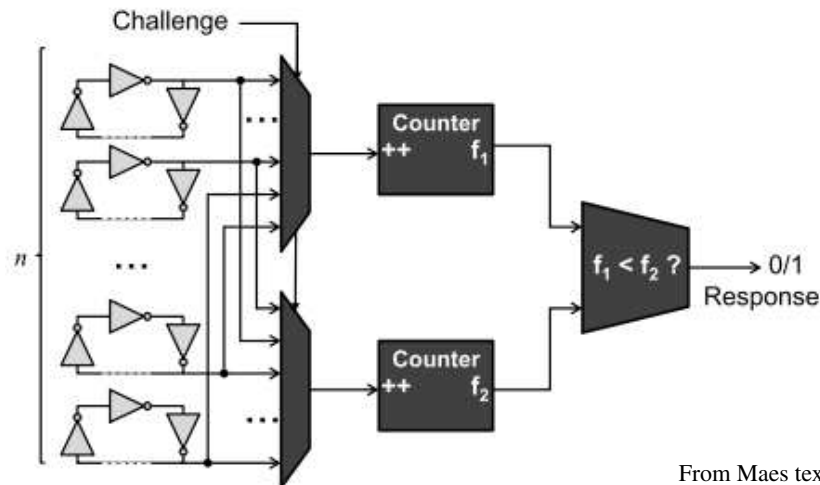 Challenge
...
Counter
++ f1
n
...
f1 < f2 ?
0/1
Response
Counter
++ f2
...
From Maes tex